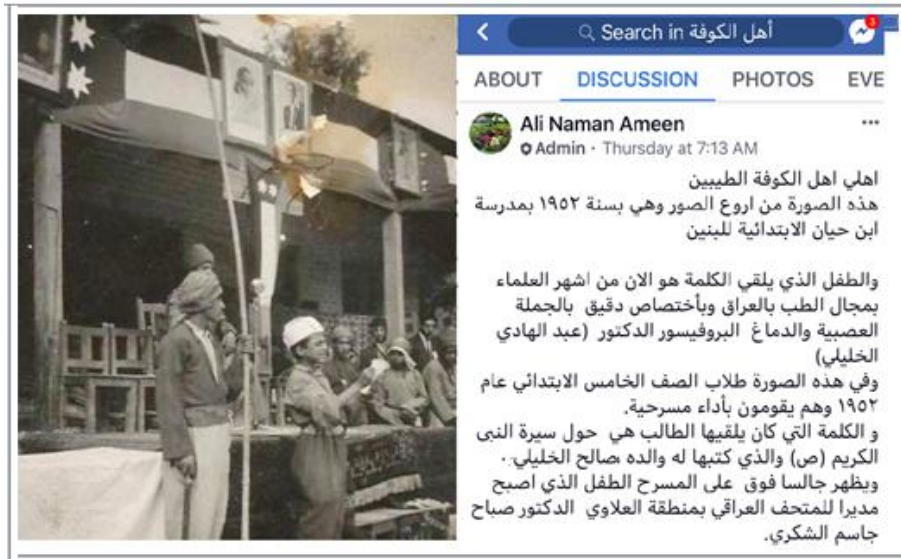 Search in أهل الكوفة
3
ABOUT DISCUSSION PHOTOS EVE
Ali Naman Ameen
Admin · Thursday at 7:13 AM
اهلي اهل الكوفة الطيبين
هذه الصورة من اروع الصور وهي بسنة ١٩٥٢ بمدرسة
ابن حيان الابتدائية للبنين
والطفل الذي يلقي الكلمة هو الان من اشهر العلماء
بمجال الطب بالعراق وبأختصاص دقيق بالجملة
العصبية والدماغ البروفيسور الدكتور (عبد الهادي
الخليلي)
وفي هذه الصورة طلاب الصف الخامس الابتدائي عام
١٩٥٢ وهم يقومون بأداء مسرحية.
و الكلمة التي كان يلقيها الطالب هي حول سيرة النبي
الكريم (ص) والذي كتبها له والده صالح الخليلي.
ويظهر جالسا فوق على المسرح الطفل الذي اصبح
مديرا للمتحف العراقي بمنطقة العلاوي الدكتور صباح
جاسم الشكري.